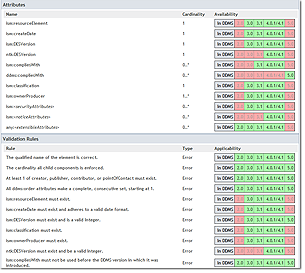 Attributes
Name Cardinality Availability
ism:resourceElement 1 In DDMS 2.0 3.0 3.1 4.0.1/4.1 5.0
ism:createDate 1 In DDMS 2.0 3.0 3.1 4.0.1/4.1 5.0
ism:DESVersion 1 In DDMS 2.0 3.0 3.1 4.0.1/4.1 5.0
ntk:DESVersion 1 In DDMS 2.0 3.0 3.1 4.0.1/4.1 5.0
ism:compliesWith 0..* In DDMS 2.0 3.0 3.1 4.0.1/4.1 5.0
ddms:compliesWith 0..* In DDMS 2.0 3.0 3.1 4.0.1/4.1 5.0
ism:classification 1 In DDMS 2.0 3.0 3.1 4.0.1/4.1 5.0
ism:ownerProducer 1..* In DDMS 2.0 3.0 3.1 4.0.1/4.1 5.0
ism:<securityAttributes> 0..* In DDMS 2.0 3.0 3.1 4.0.1/4.1 5.0
ism:<noticeAttributes> 0..* In DDMS 2.0 3.0 3.1 4.0.1/4.1 5.0
any:<extensibleAttributes> 0..* In DDMS 2.0 3.0 3.1 4.0.1/4.1 5.0
Validation Rules
Rule Type Applicability
The qualified name of the element is correct. Error In DDMS 2.0 3.0 3.1 4.0.1/4.1 5.0
The cardinality all child components is enforced. Error In DDMS 2.0 3.0 3.1 4.0.1/4.1 5.0
At least 1 of creator, publisher, contributor, or pointOfContact must exist. Error In DDMS 2.0 3.0 3.1 4.0.1/4.1 5.0
All ddms:order attributes make a complete, consecutive set, starting at 1. Error In DDMS 2.0 3.0 3.1 4.0.1/4.1 5.0
ism:resourceElement must exist. Error In DDMS 2.0 3.0 3.1 4.0.1/4.1 5.0
ism:createDate must exist and adheres to a valid date format. Error In DDMS 2.0 3.0 3.1 4.0.1/4.1 5.0
ism:DESVersion must exist and is a valid Integer. Error In DDMS 2.0 3.0 3.1 4.0.1/4.1 5.0
ism:classification must exist. Error In DDMS 2.0 3.0 3.1 4.0.1/4.1 5.0
ism:ownerProducer must exist. Error In DDMS 2.0 3.0 3.1 4.0.1/4.1 5.0
ntk:DESVersion must exist and be a valid Integer. Error In DDMS 2.0 3.0 3.1 4.0.1/4.1 5.0
ism:compliesWith must not be used before the DDMS version in which it was Error In DDMS 2.0 3.0 3.1 4.0.1/4.1 5.0
introduced.